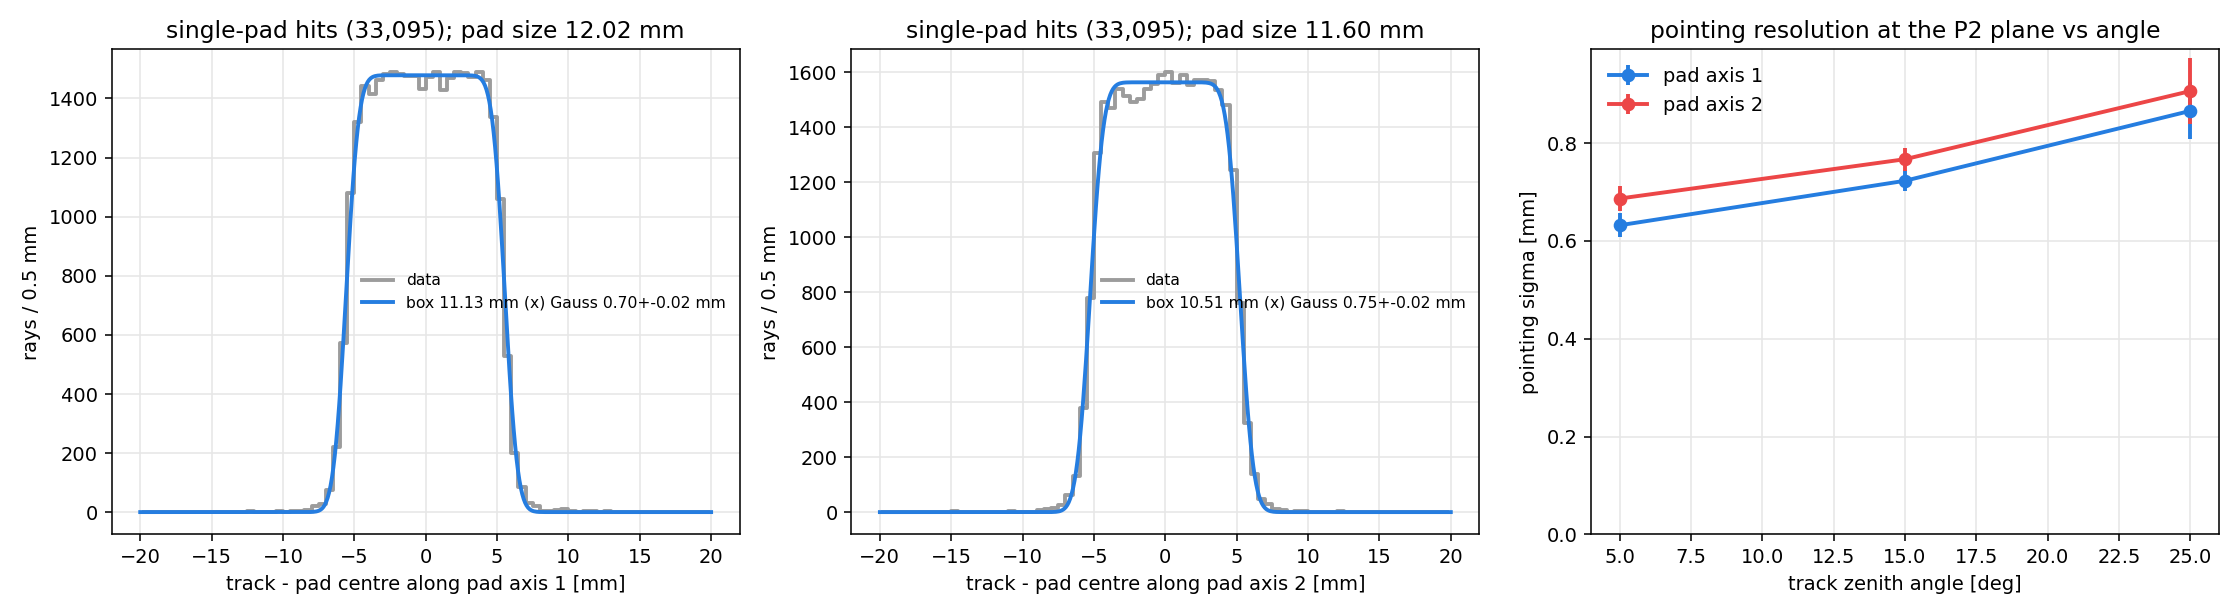 single-pad hits (33,095); pad size 12.02 mm
rays / 0.5 mm
1400
1200
1000
800
600
400
200
0
data
box 11.13 mm (x) Gauss 0.70+-0.02 mm
−20 −15 −10 −5 0 5 10 15 20
track - pad centre along pad axis 1 [mm]
single-pad hits (33,095); pad size 11.60 mm
rays / 0.5 mm
1600
1400
1200
1000
800
600
400
200
0
data
box 10.51 mm (x) Gauss 0.75+-0.02 mm
−20 −15 −10 −5 0 5 10 15 20
track - pad centre along pad axis 2 [mm]
pointing resolution at the P2 plane vs angle
pointing sigma [mm]
pad axis 1
pad axis 2
0.8
0.6
0.4
0.2
0.0
5.0 7.5 10.0 12.5 15.0 17.5 20.0 22.5 25.0
track zenith angle [deg]